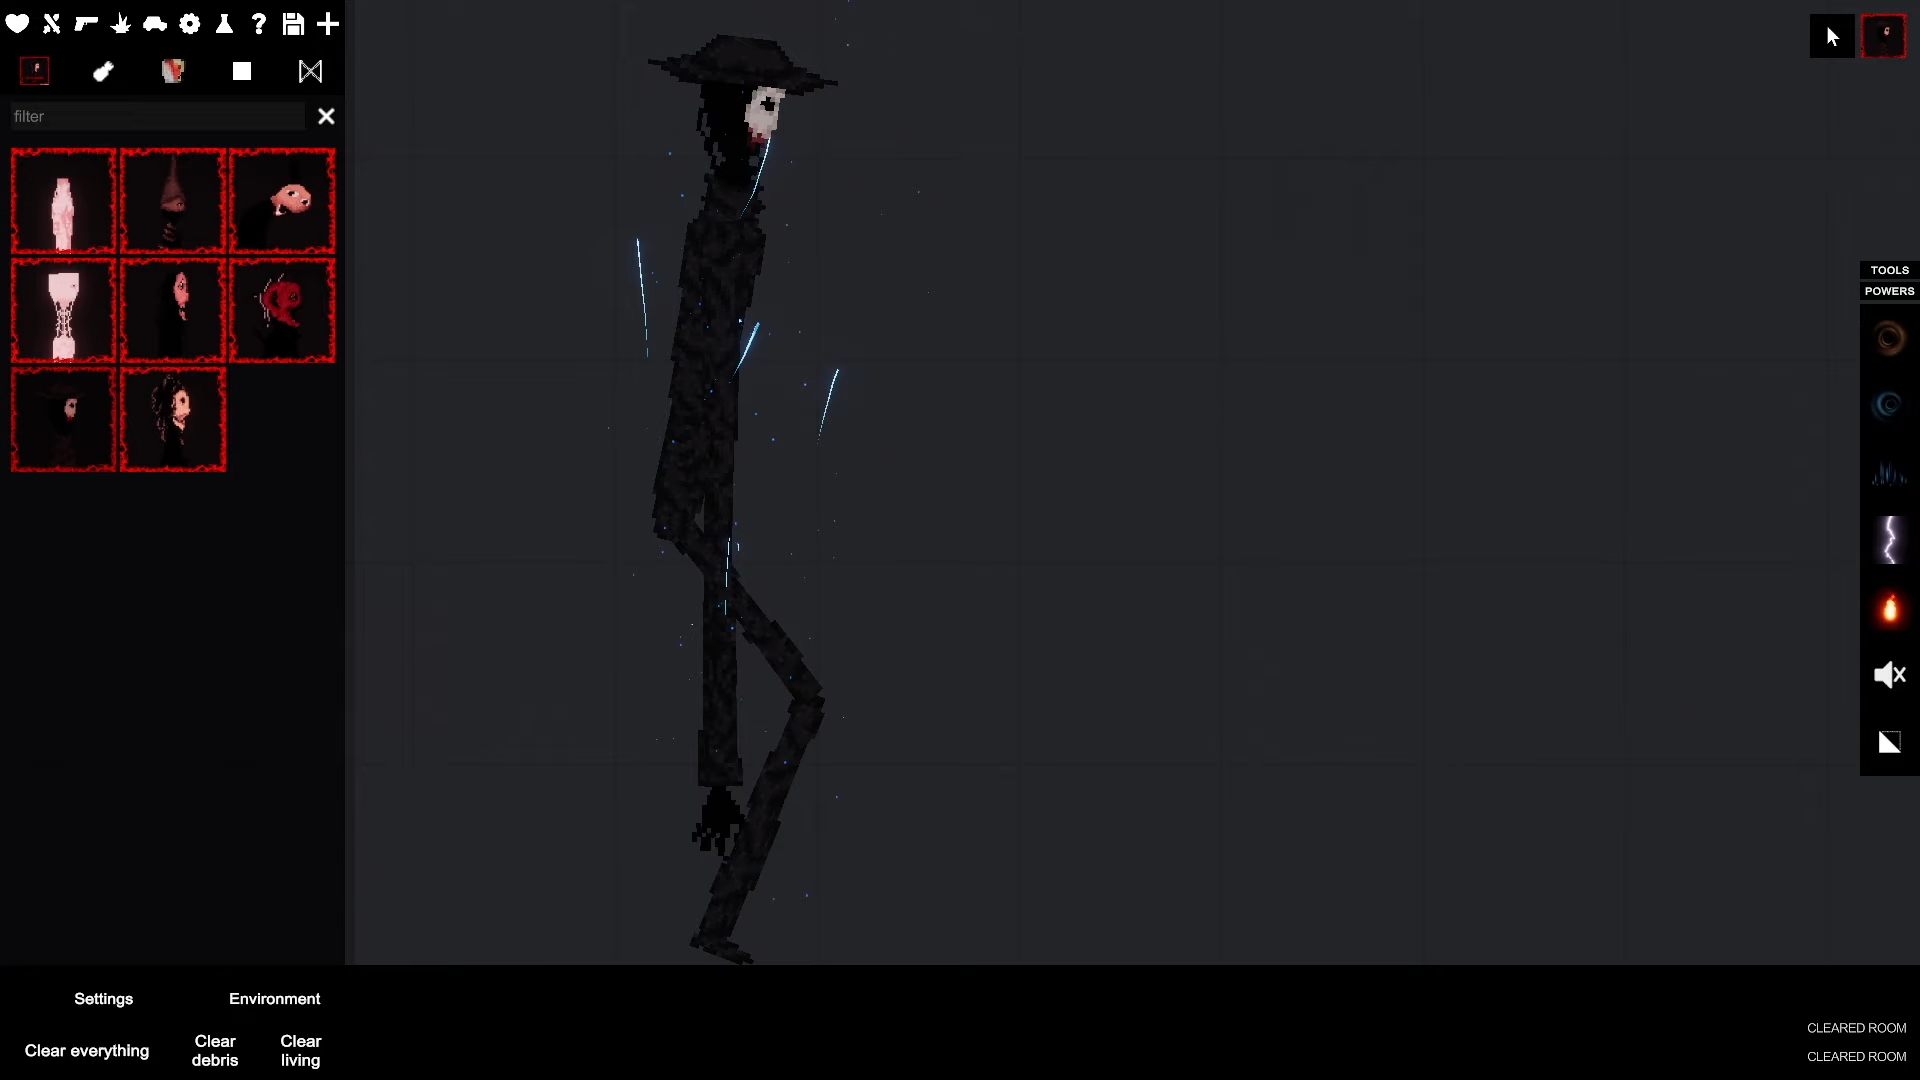 filter
TOOLS
POWERS
Settings
Environment
Clear everything
Clear
debris
Clear
living
CLEARED ROOM
CLEARED ROOM